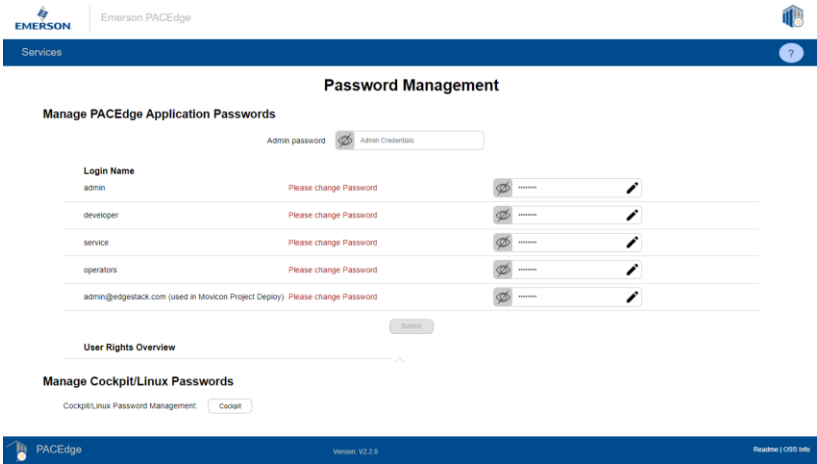 EMERSON
Emerson PACEdge
Services
?
Password Management
Manage PACEdge Application Passwords
Admin password Admin Credentials
Login Name
admin Please change Password ••••••••
developer Please change Password ••••••••
service Please change Password ••••••••
operators Please change Password ••••••••
admin@edgestack.com (used in Movicon Project Deploy) Please change Password ••••••••
Submit
User Rights Overview
Manage Cockpit/Linux Passwords
Cockpit/Linux Password Management: Cockpit
PACEdge Version: V2.2.0 Readme | OSS Info